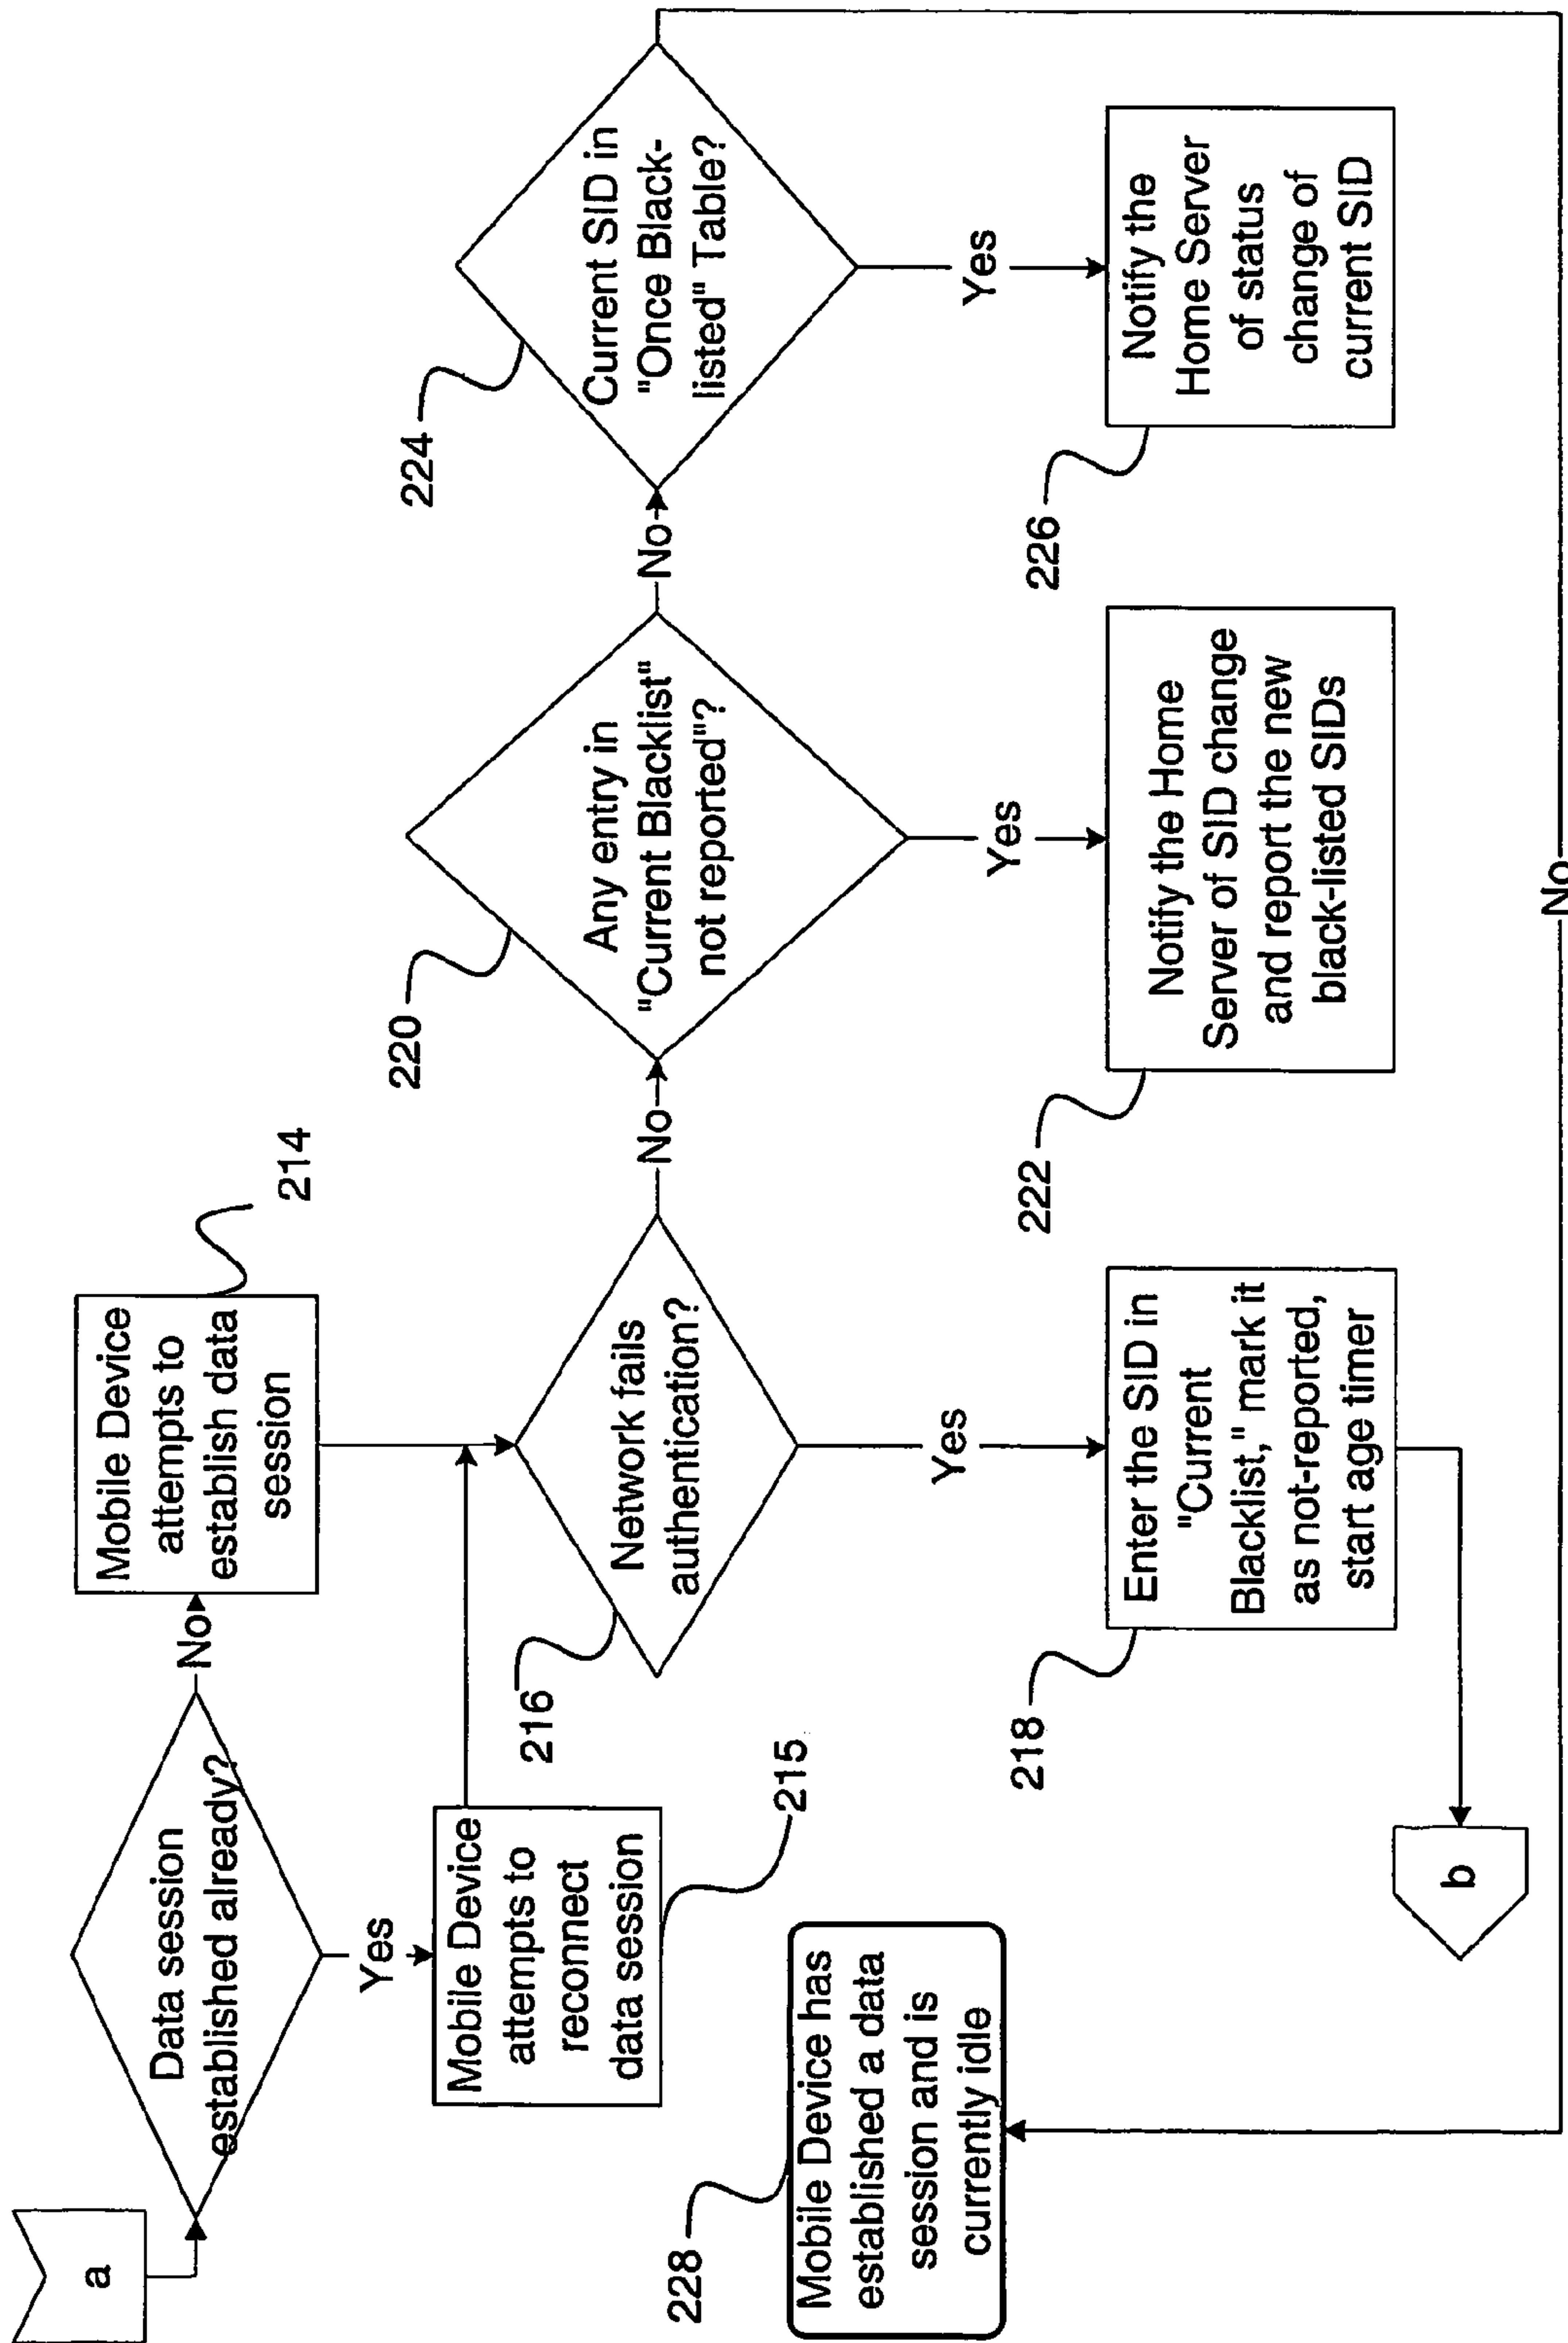 a
Data session
established already?
No
Yes
Mobile Device
attempts to
establish data
session
214
Mobile Device
attempts to
reconnect
data session
215
Network fails
authentication?
216
No
Yes
Enter the SID in
"Current
Blacklist," mark it
as not-reported,
start age timer
218
b
Any entry in
"Current Blacklist"
not reported"?
220
No
Yes
Notify the Home
Server of SID change
and report the new
black-listed SIDs
222
Current SID in
"Once Black-
listed" Table?
224
Yes
Notify the
Home Server
of status
change of
current SID
226
No
Mobile Device has
established a data
session and is
currently idle
228